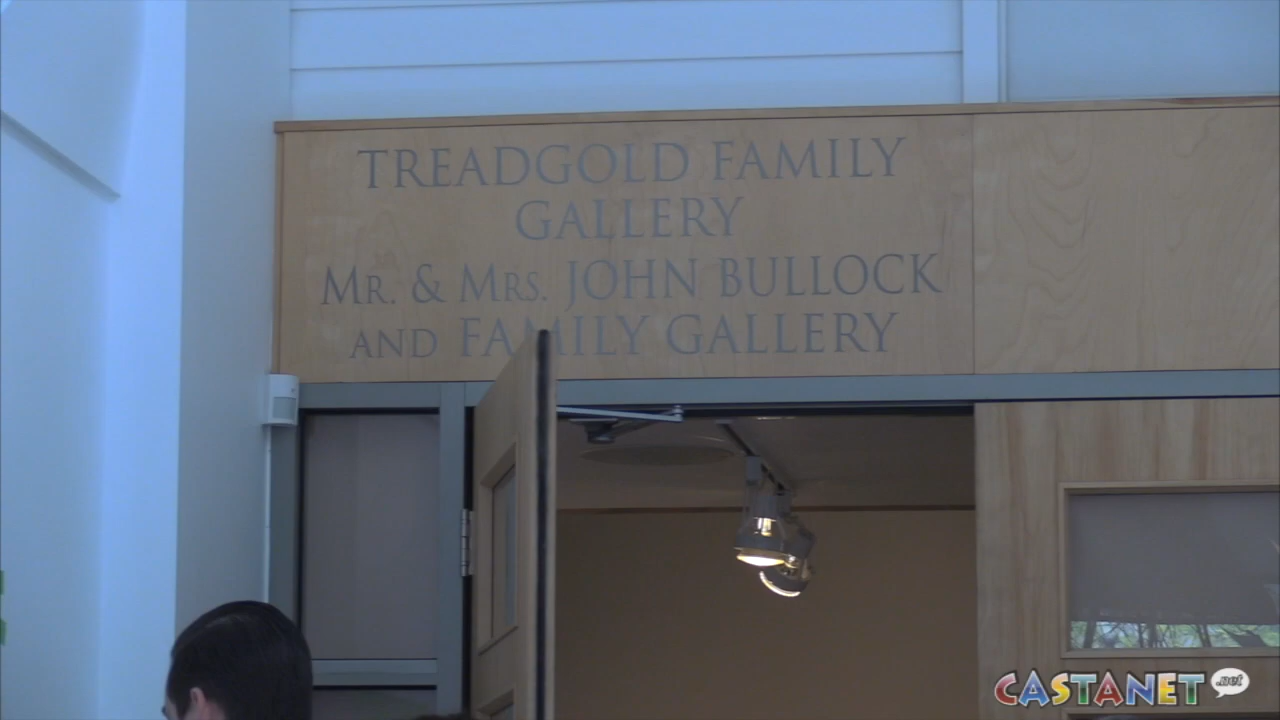 TREADGOLD FAMILY
GALLERY
MR. & MRS. JOHN BULLOCK
AND FAMILY GALLERY
CASTANET .net